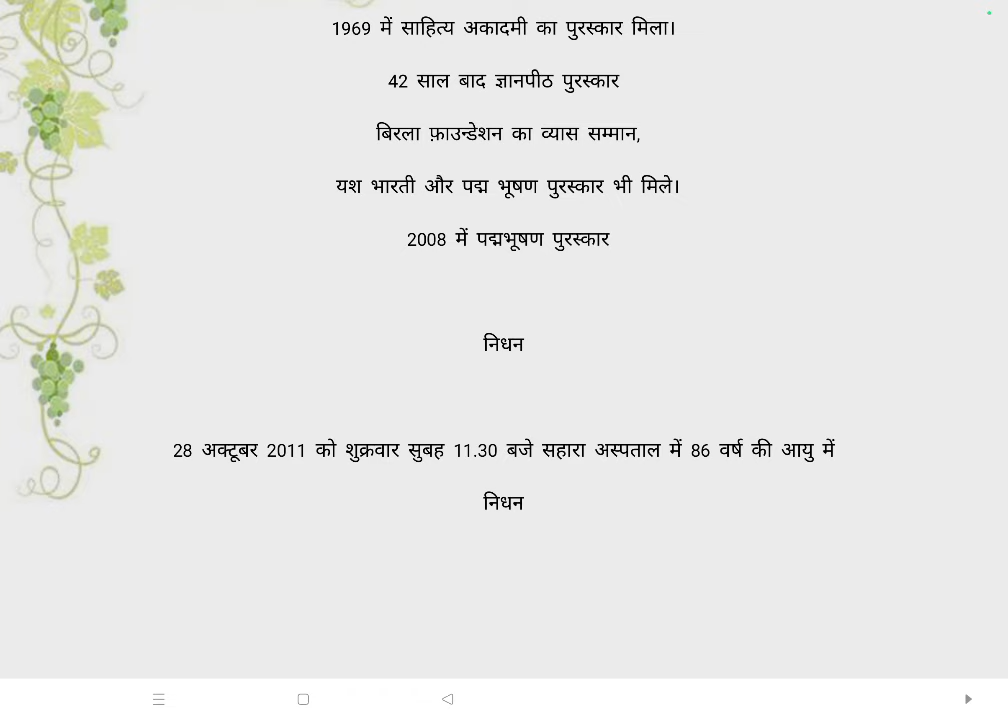 1969 में साहित्य अकादमी का पुरस्कार मिला।
42 साल बाद ज्ञानपीठ पुरस्कार
बिरला फ़ाउन्डेशन का व्यास सम्मान,
यश भारती और पद्म भूषण पुरस्कार भी मिले।
2008 में पद्मभूषण पुरस्कार
निधन
28 अक्टूबर 2011 को शुक्रवार सुबह 11.30 बजे सहारा अस्पताल में 86 वर्ष की आयु में
निधन